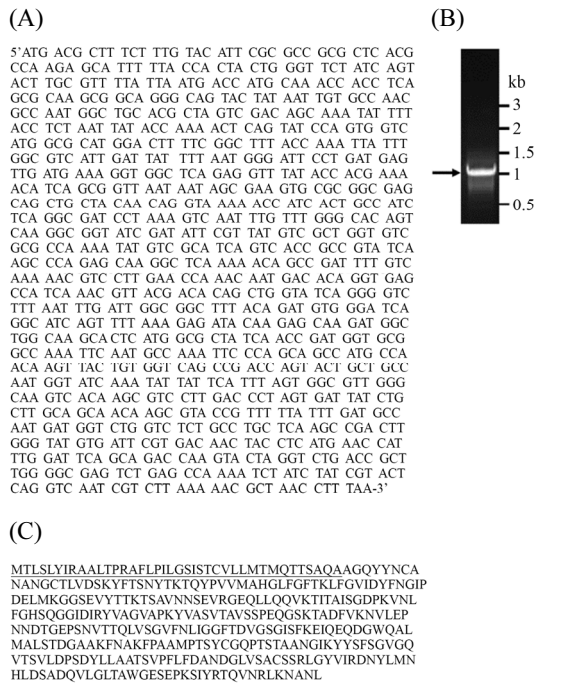 (A)
(B)
5'ATG ACG CTT TCT TTG TAC ATT CGC GCC GCG CTC ACG
CCA AGA GCA TTT TTA CCA CTA CTG GGT TCT ATC AGT
ACT TGC GTT TTA TTA ATG ACC ATG CAA ACC ACC TCA
GCG CAA GCG GCA GGG CAG TAC TAT AAT TGT GCC AAC
GCC AAT GGC TGC ACG CTA GTC GAC AGC AAA TAT TTT
ACC TCT AAT TAT ACC AAA ACT CAG TAT CCA GTG GTC
ATG GCG CAT GGA CTT TTC GGC TTT ACC AAA TTA TTT
GGC GTC ATT GAT TAT TTT AAT GGG ATT CCT GAT GAG
TTG ATG AAA GGT GGC TCA GAG GTT TAT ACC ACG AAA
ACA TCA GCG GTT AAT AAT AGC GAA GTG CGC GGC GAG
CAG CTG CTA CAA CAG GTA AAA ACC ATC ACT GCC ATC
TCA GGC GAT CCT AAA GTC AAT TTG TTT GGG CAC AGT
CAA GGC GGT ATC GAT ATT CGT TAT GTC GCT GGT GTC
GCG CCA AAA TAT GTC GCA TCA GTC ACC GCC GTA TCA
AGC CCA GAG CAA GGC TCA AAA ACA GCC GAT TTT GTC
AAA AAC GTC CTT GAA CCA AAC AAT GAC ACA GGT GAG
CCA TCA AAC GTT ACG ACA CAG CTG GTA TCA GGG GTC
TTT AAT TTG ATT GGC GGC TTT ACA GAT GTG GGA TCA
GGC ATC AGT TTT AAA GAG ATA CAA GAG CAA GAT GGC
TGG CAA GCA CTC ATG GCG CTA TCA ACC GAT GGT GCG
GCC AAA TTC AAT GCC AAA TTC CCA GCA GCC ATG CCA
ACA AGT TAC TGT GGT CAG CCG ACC AGT ACT GCT GCC
AAT GGT ATC AAA TAT TAT TCA TTT AGT GGC GTT GGG
CAA GTC ACA AGC GTC CTT GAC CCT AGT GAT TAT CTG
CTT GCA GCA ACA AGC GTA CCG TTT TTA TTT GAT GCC
AAT GAT GGT CTG GTC TCT GCC TGC TCA AGC CGA CTT
GGG TAT GTG ATT CGT GAC AAC TAC CTC ATG AAC CAT
TTG GAT TCA GCA GAC CAA GTA CTA GGT CTG ACC GCT
TGG GGC GAG TCT GAG CCA AAA TCT ATC TAT CGT ACT
CAG GTC AAT CGT CTT AAA AAC GCT AAC CTT TAA-3'
kb
3
2
1.5
1
0.5
(C)
MTLSLYIRAALTPRAFLPILGSISTCVLLMTMQTTSAQAAGQYYNCA
NANGCTLVDSKYFTSNYTKTQYPVVMAHGLFGFTKLFGVIDYFNGIP
DELMKGGSEVYTTKTSAVNNSEVRGEQLLQQVKTITAISGDPKVNL
FGHSQGGIDIRYVAGVAPKYVASVTAVSSPEQGSKTADFVKNVLEP
NNDTGEPSNVTTQLVSGVFNLIGGFTDVGSGISFKEIQEQDGWQAL
MALSTDGAAKFNAKFPAAMPTSYCGQPTSTAANGIKYYSFSGVGQ
VTSVLDPSDYLLAATSVPFLFDANDGLVSACSSRLGYVIRDNYLMN
HLDSADQVLGLTAWGESEPKSIYRTQVNRLKNANL